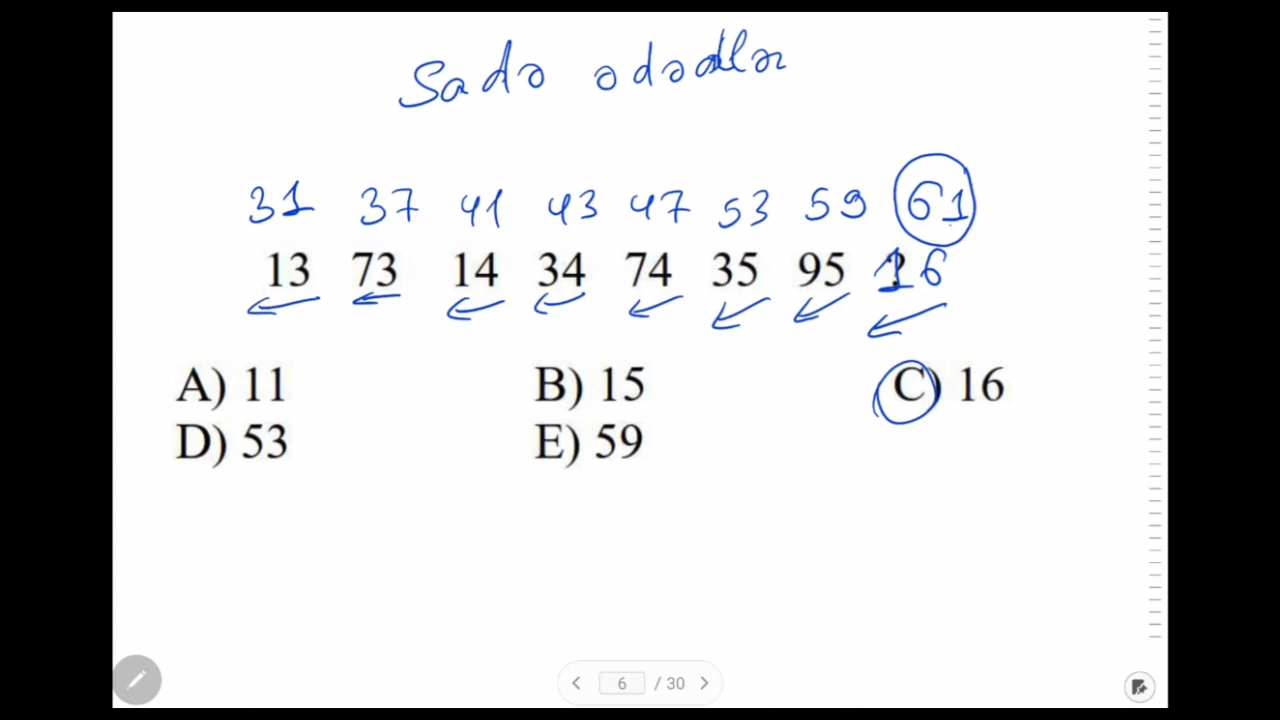 Sadə ədədlər
31 37 41 43 47 53 59 61
13 73 14 34 74 35 95 16
A) 11 B) 15 C) 16
D) 53 E) 59
6 / 30